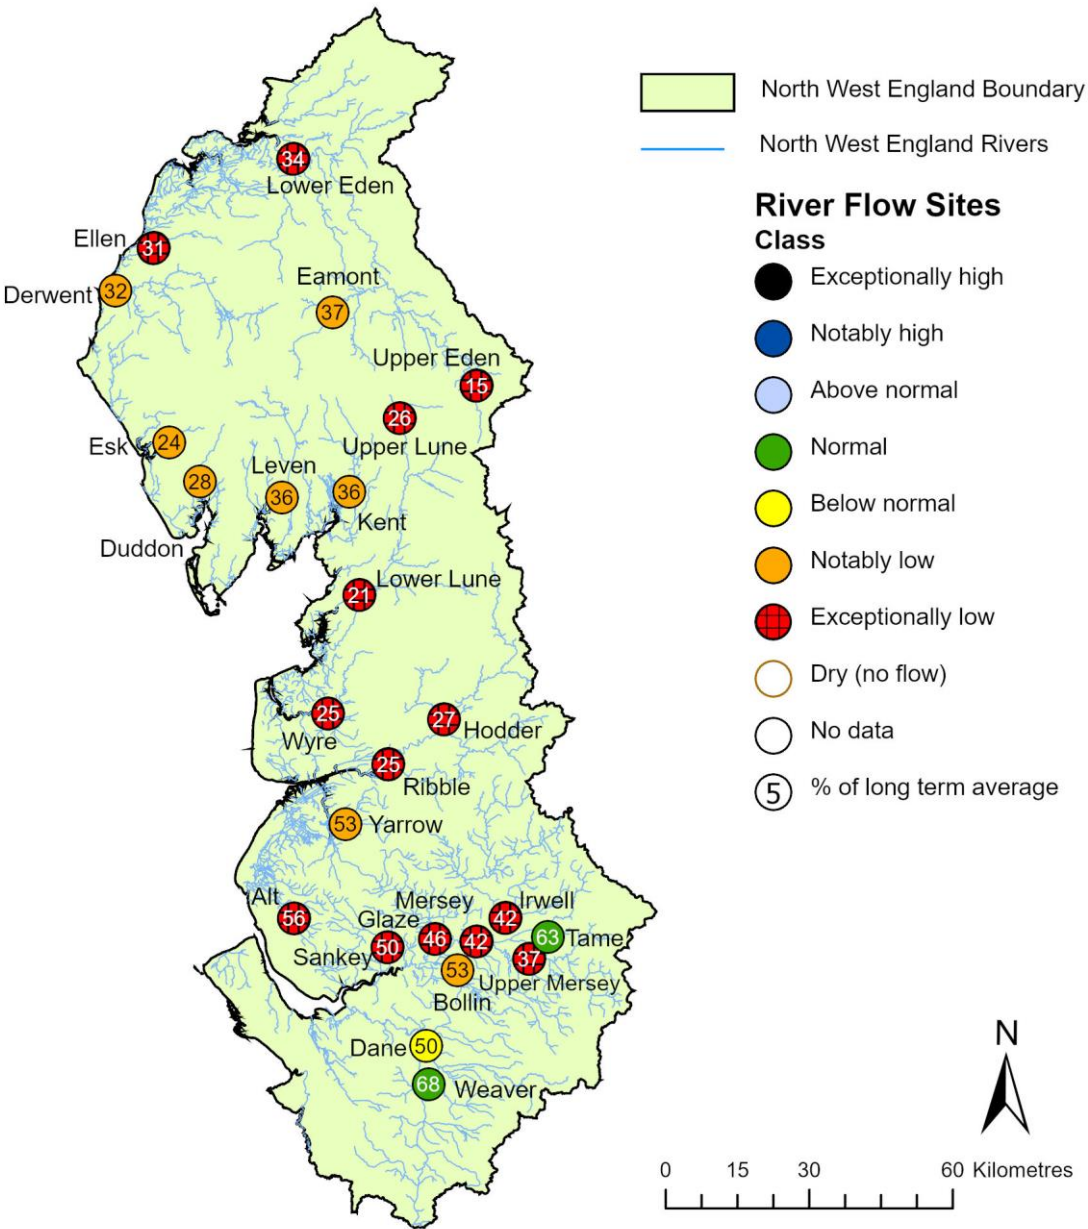 North West England Boundary
North West England Rivers
River Flow Sites
Class
Exceptionally high
Notably high
Above normal
Normal
Below normal
Notably low
Exceptionally low
Dry (no flow)
No data
5 % of long term average
34
Lower Eden
Ellen 31
Derwent 32
Eamont
37
Upper Eden
15
26
Upper Lune
Esk 24
28
Duddon
Leven
36
36
Kent
Lower Lune
21
25
Wyre
27
Hodder
25
Ribble
53 Yarrow
Alt
56
Mersey
Glaze
Irwell
42
46
42
63 Tame
Sankey 50
37
Upper Mersey
53
Bollin
Dane 50
68 Weaver
N
0 15 30 60 Kilometres